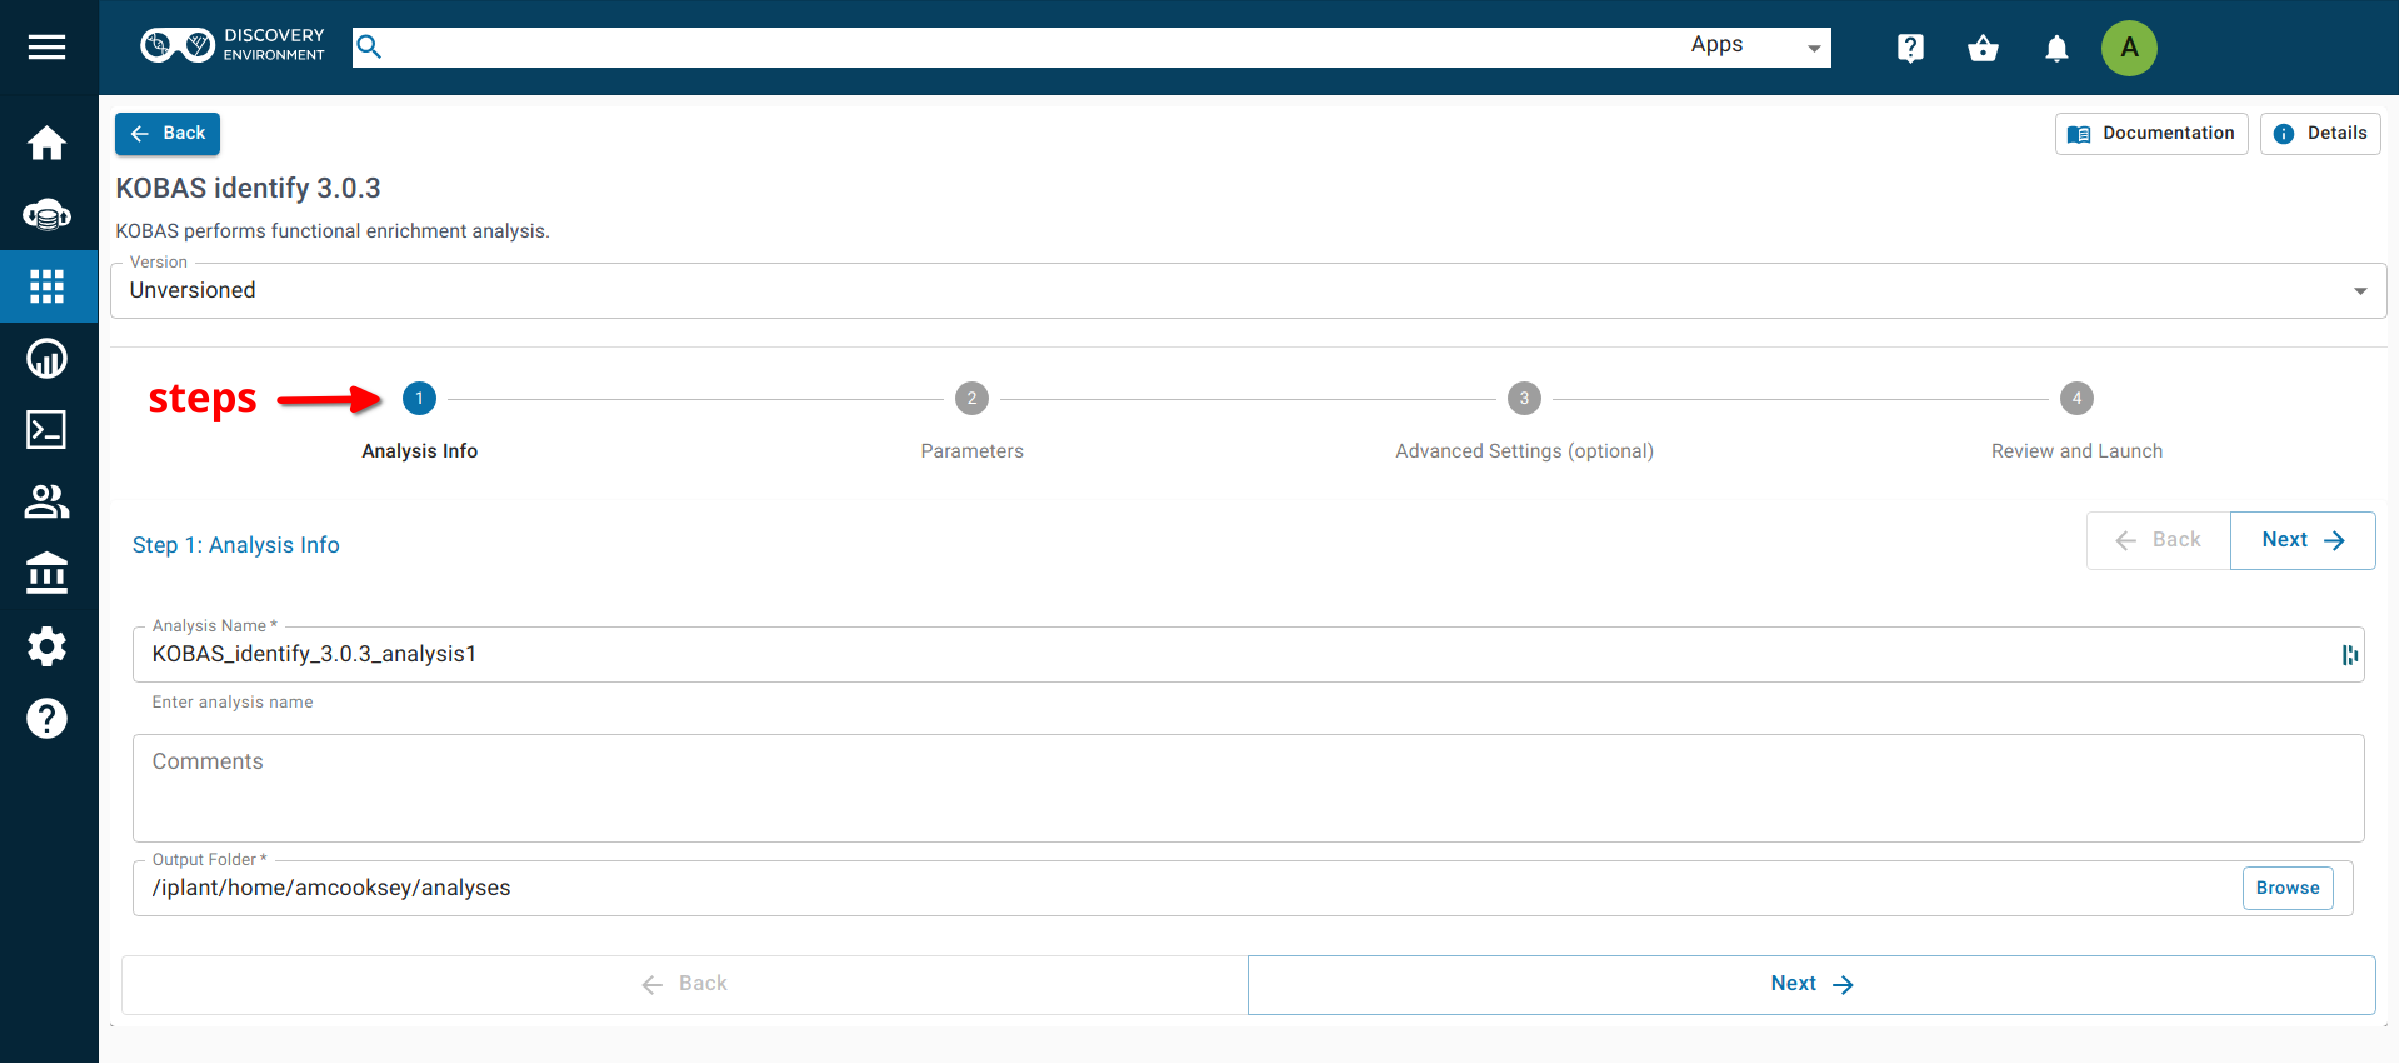 DISCOVERY
ENVIRONMENT
Apps
?
A
Back
Documentation
i Details
KOBAS identify 3.0.3
KOBAS performs functional enrichment analysis.
Version
Unversioned
steps
1
2
3
4
Analysis Info
Parameters
Advanced Settings (optional)
Review and Launch
Step 1: Analysis Info
Back
Next
Analysis Name *
KOBAS_identify_3.0.3_analysis1
Enter analysis name
Comments
Output Folder *
/iplant/home/amcooksey/analyses
Browse
Back
Next
?